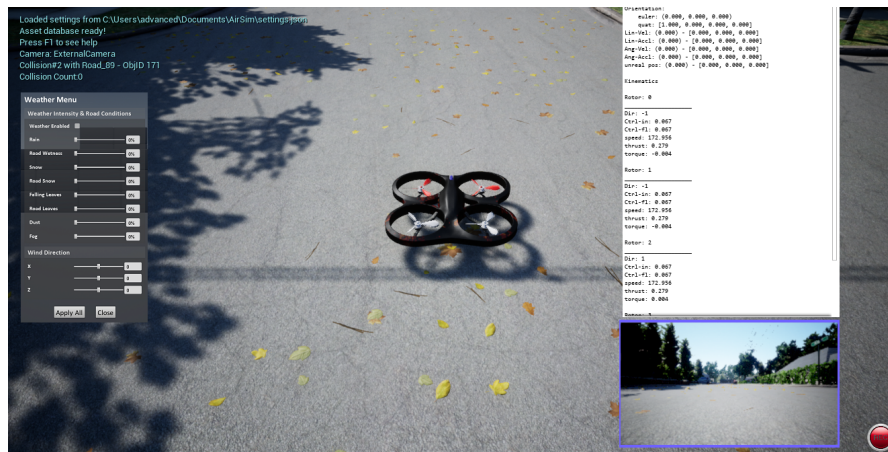 Loaded settings from C:\Users\advanced\Documents\AirSim\settings.json
Asset database ready!
Press F1 to see help
Camera: ExternalCamera
Collision#2 with Road_89 - ObjID 171
Collision Count:0
Weather Menu
Weather Intensity & Road Conditions
Weather Enabled
Rain 0%
Road Wetness 0%
Snow 0%
Road Snow 0%
Falling Leaves 0%
Road Leaves 0%
Dust 0%
Fog 0%
Wind Direction
X 0
Y 0
Z 0
Apply All Close
Orientation:
euler: (0.000, 0.000, 0.000)
quat: [1.000, 0.000, 0.000, 0.000]
Lin-Vel: (0.000) - [0.000, 0.000, 0.000]
Lin-Accl: (0.000) - [0.000, 0.000, 0.000]
Ang-Vel: (0.000) - [0.000, 0.000, 0.000]
Ang-Accl: (0.000) - [0.000, 0.000, 0.000]
unreal pos: (0.000) - [0.000, 0.000, 0.000]
Kinematics
Rotor: 0
Dir: -1
Ctrl-in: 0.067
Ctrl-fl: 0.067
speed: 172.956
thrust: 0.279
torque: -0.004
Rotor: 1
Dir: -1
Ctrl-in: 0.067
Ctrl-fl: 0.067
speed: 172.956
thrust: 0.279
torque: -0.004
Rotor: 2
Dir: 1
Ctrl-in: 0.067
Ctrl-fl: 0.067
speed: 172.956
thrust: 0.279
torque: 0.004